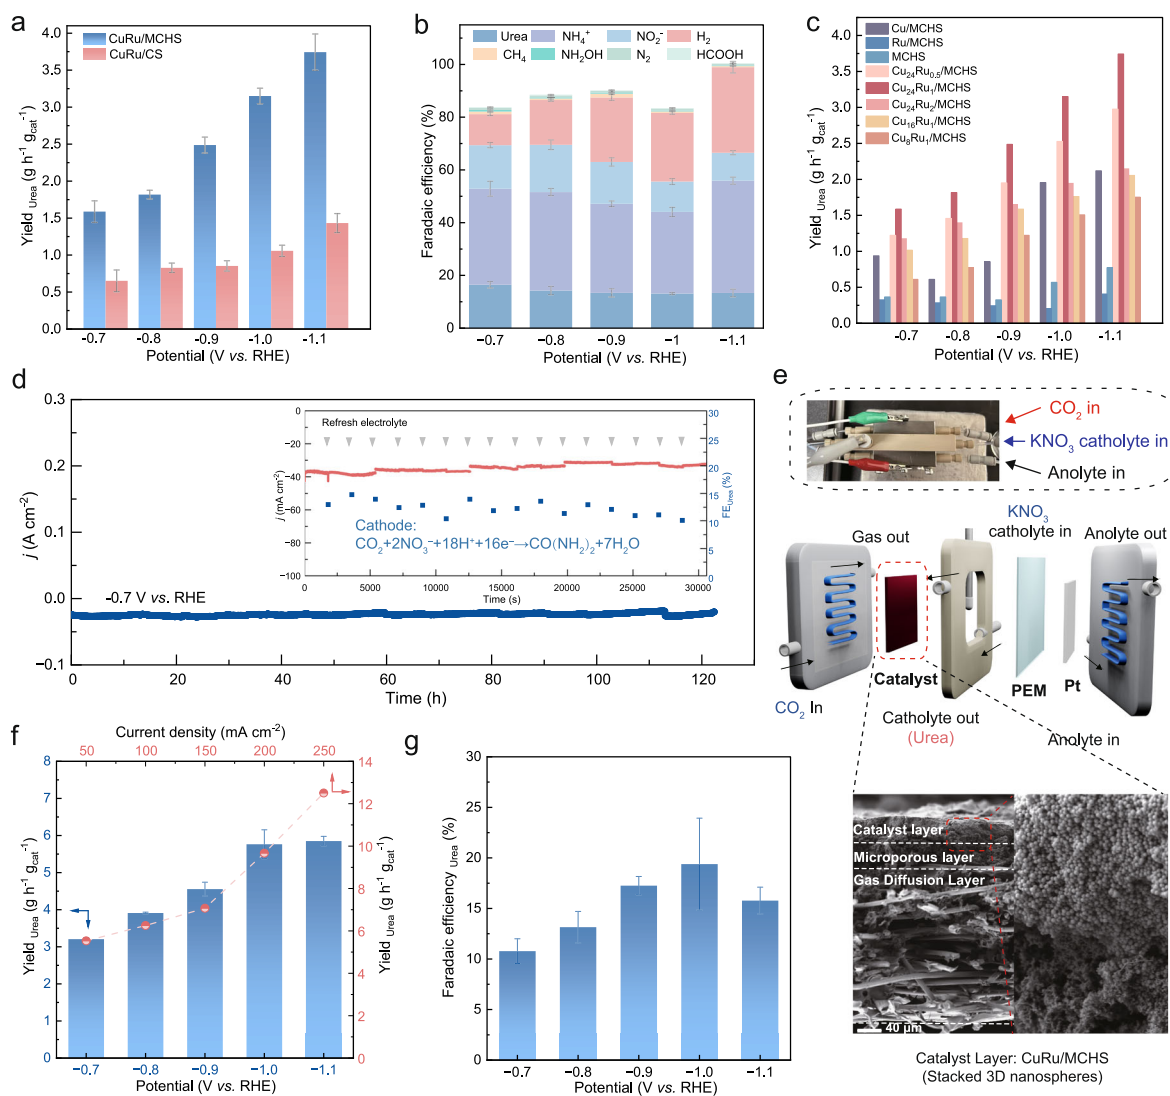 a
CuRu/MCHS
CuRu/CS
4.0
3.5
3.0
2.5
2.0
1.5
1.0
0.5
0.0
Yield Urea (g h⁻¹ gcat⁻¹)
−0.7 −0.8 −0.9 −1.0 −1.1
Potential (V vs. RHE)
b
Urea NH₄⁺ NO₂⁻ H₂
CH₄ NH₂OH N₂ HCOOH
100
80
60
40
20
0
Faradaic efficiency (%)
−0.7 −0.8 −0.9 −1 −1.1
Potential (V vs. RHE)
c
Cu/MCHS
Ru/MCHS
MCHS
Cu₂₄Ru₀.₅/MCHS
Cu₂₄Ru₁/MCHS
Cu₂₄Ru₂/MCHS
Cu₁₆Ru₁/MCHS
Cu₈Ru₁/MCHS
4.0
3.5
3.0
2.5
2.0
1.5
1.0
0.5
0.0
Yield Urea (g h⁻¹ gcat⁻¹)
−0.7 −0.8 −0.9 −1.0 −1.1
Potential (V vs. RHE)
d
0.3
0.2
0.1
0.0
−0.1
j (A cm⁻²)
-0.7 V vs. RHE
0 20 40 60 80 100 120
Time (h)
Refresh electrolyte
0
−20
−40
−60
−80
−100
j (mA cm⁻²)
30
25
20
15
10
5
0
FEUrea (%)
Cathode:
CO₂+2NO₃⁻+18H⁺+16e⁻→CO(NH₂)₂+7H₂O
0 5000 10000 15000 20000 25000 30000
Time (s)
e
CO₂ in
KNO₃ catholyte in
Anolyte in
KNO₃
catholyte in
Gas out
Anolyte out
Catalyst
PEM
Pt
CO₂ In
Catholyte out
(Urea)
Anolyte in
Catalyst layer
Microporous layer
Gas Diffusion Layer
40 μm
Catalyst Layer: CuRu/MCHS
(Stacked 3D nanospheres)
f
Current density (mA cm⁻²)
50 100 150 200 250
8
7
6
5
4
3
2
1
0
Yield Urea (g h⁻¹ gcat⁻¹)
14
12
10
8
6
4
2
0
Yield Urea (g h⁻¹ gcat⁻¹)
−0.7 −0.8 −0.9 −1.0 −1.1
Potential (V vs. RHE)
g
30
25
20
15
10
5
0
Faradaic efficiency Urea (%)
−0.7 −0.8 −0.9 −1.0 −1.1
Potential (V vs. RHE)